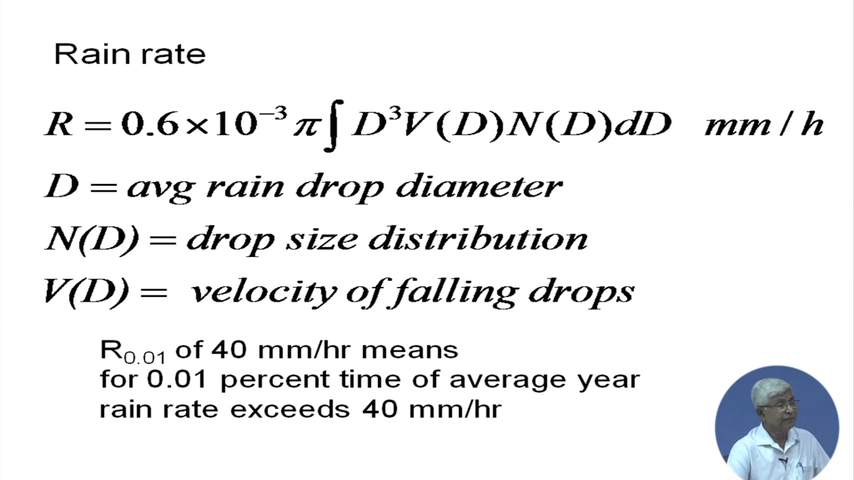 Rain rate
R = 0.6×10⁻³ π∫ D³V(D)N(D)dD mm / h
D = avg rain drop diameter
N(D) = drop size distribution
V(D) = velocity of falling drops
R₀.₀₁ of 40 mm/hr means
for 0.01 percent time of average year
rain rate exceeds 40 mm/hr